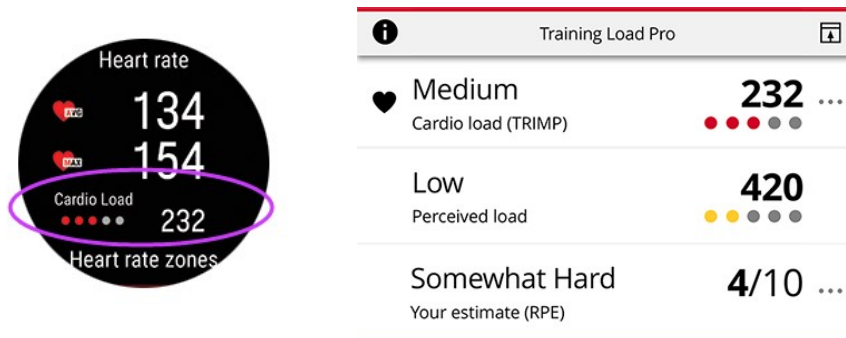 Heart rate
AVG 134
MAX 154
Cardio Load
232
Heart rate zones
Training Load Pro
Medium 232
Cardio load (TRIMP)
Low 420
Perceived load
Somewhat Hard 4/10
Your estimate (RPE)